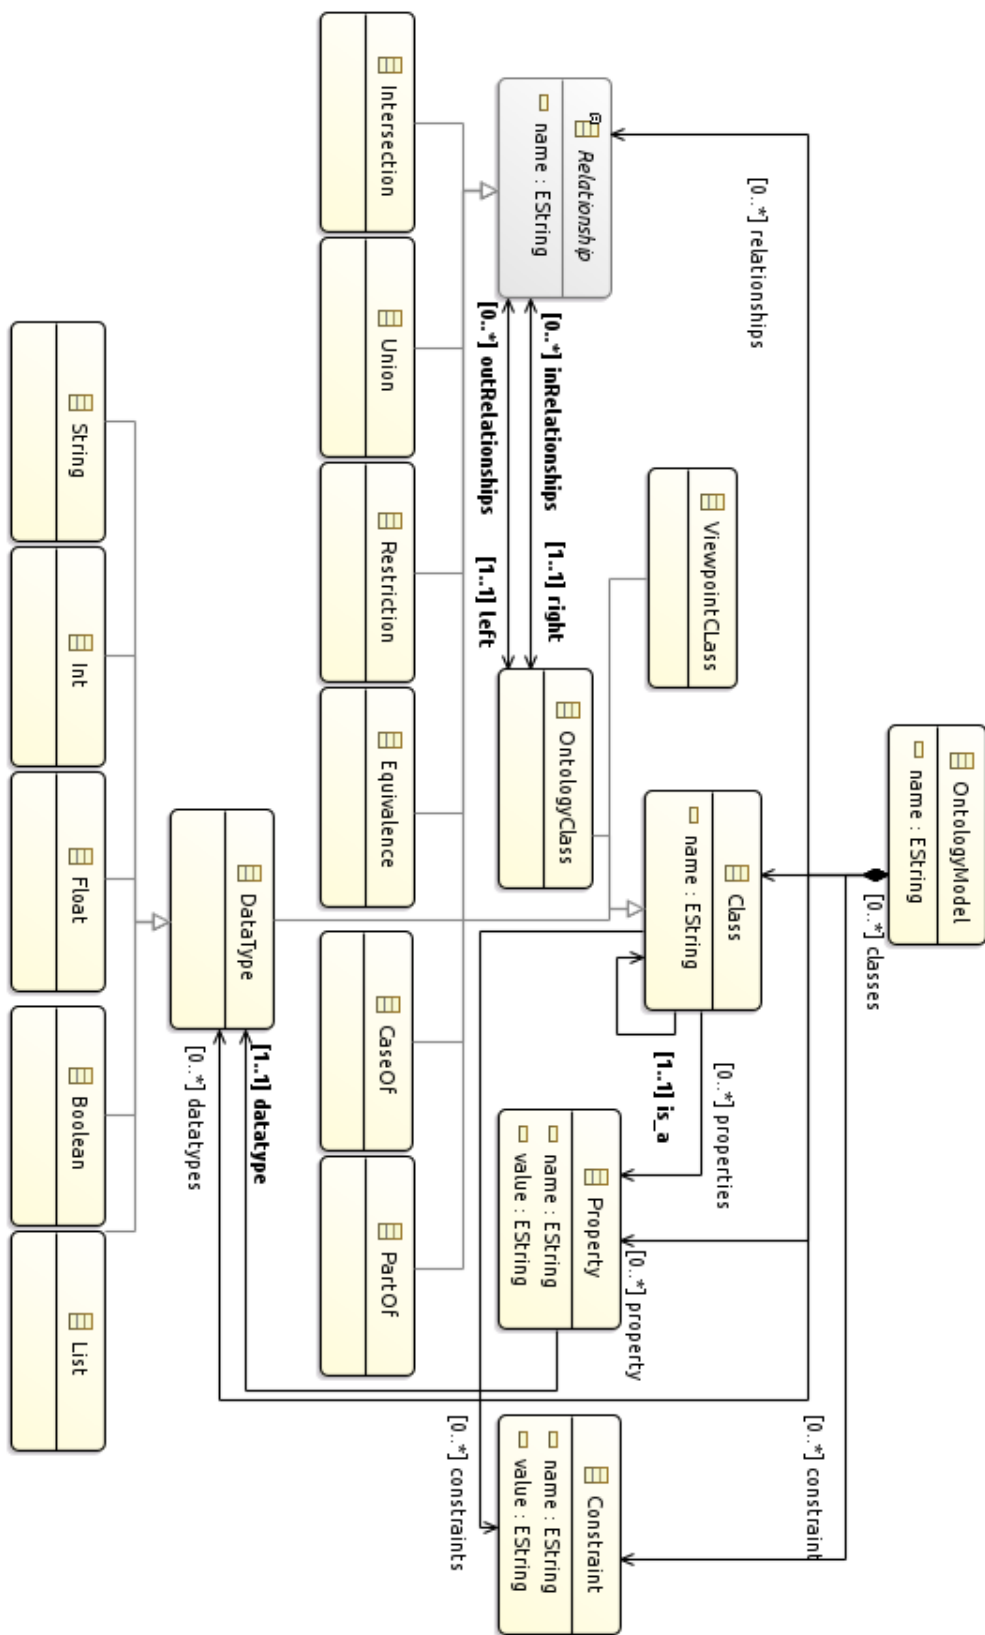 OntologyModel
name : EString
[0..*] classes
[0..*] relationships
[0..*] constraint
ViewpointCLass
Class
name : EString
[0..*] properties
[1..1] is_a
Relationship
name : EString
[0..*] inRelationships
[1..1] right
[0..*] outRelationships
[1..1] left
OntologyClass
Property
name : EString
value : EString
[0..*] property
Constraint
name : EString
value : EString
[0..*] constraints
Intersection
Union
Restriction
Equivalence
CaseOf
PartOf
DataType
[1..1] datatype
[0..*] datatypes
String
Int
Float
Boolean
List